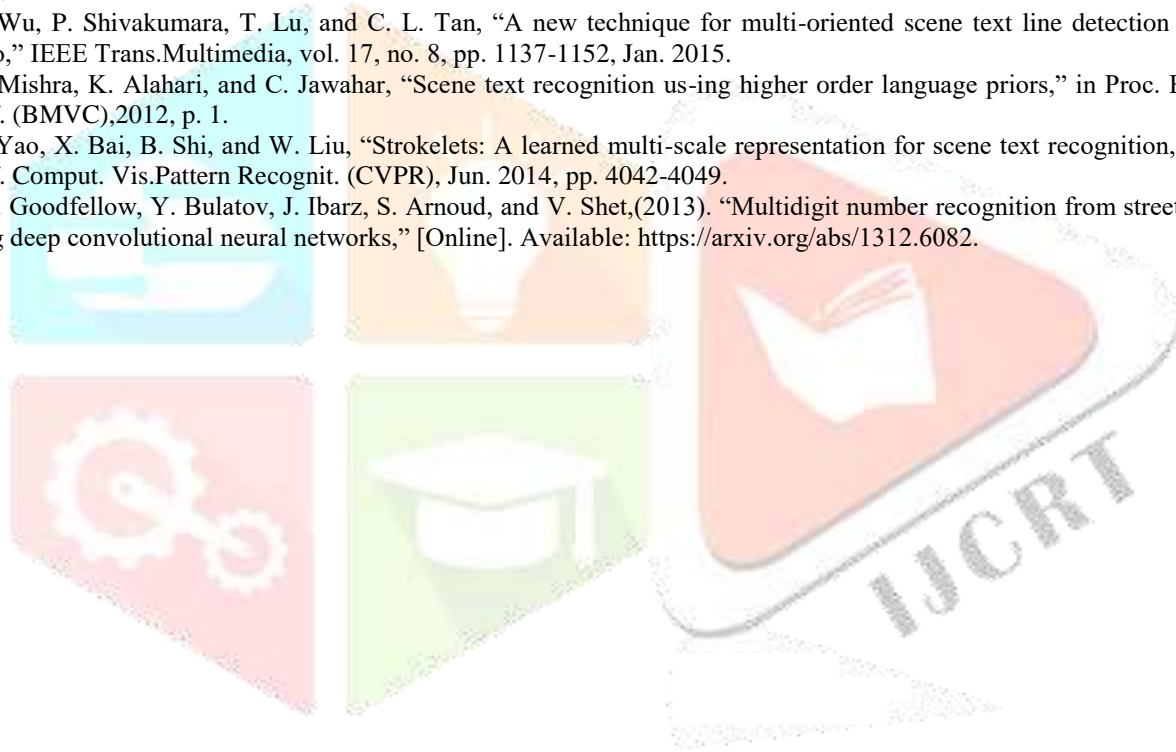 Wu, P. Shivakumara, T. Lu, and C. L. Tan, “A new technique for multi-oriented scene text line detection
,” IEEE Trans.Multimedia, vol. 17, no. 8, pp. 1137-1152, Jan. 2015.
Mishra, K. Alahari, and C. Jawahar, “Scene text recognition us-ing higher order language priors,” in Proc.
. (BMVC),2012, p. 1.
Yao, X. Bai, B. Shi, and W. Liu, “Strokelets: A learned multi-scale representation for scene text recognition,
. Comput. Vis.Pattern Recognit. (CVPR), Jun. 2014, pp. 4042-4049.
. Goodfellow, Y. Bulatov, J. Ibarz, S. Arnoud, and V. Shet,(2013). “Multidigit number recognition from street
g deep convolutional neural networks,” [Online]. Available: https://arxiv.org/abs/1312.6082.
IJCRT